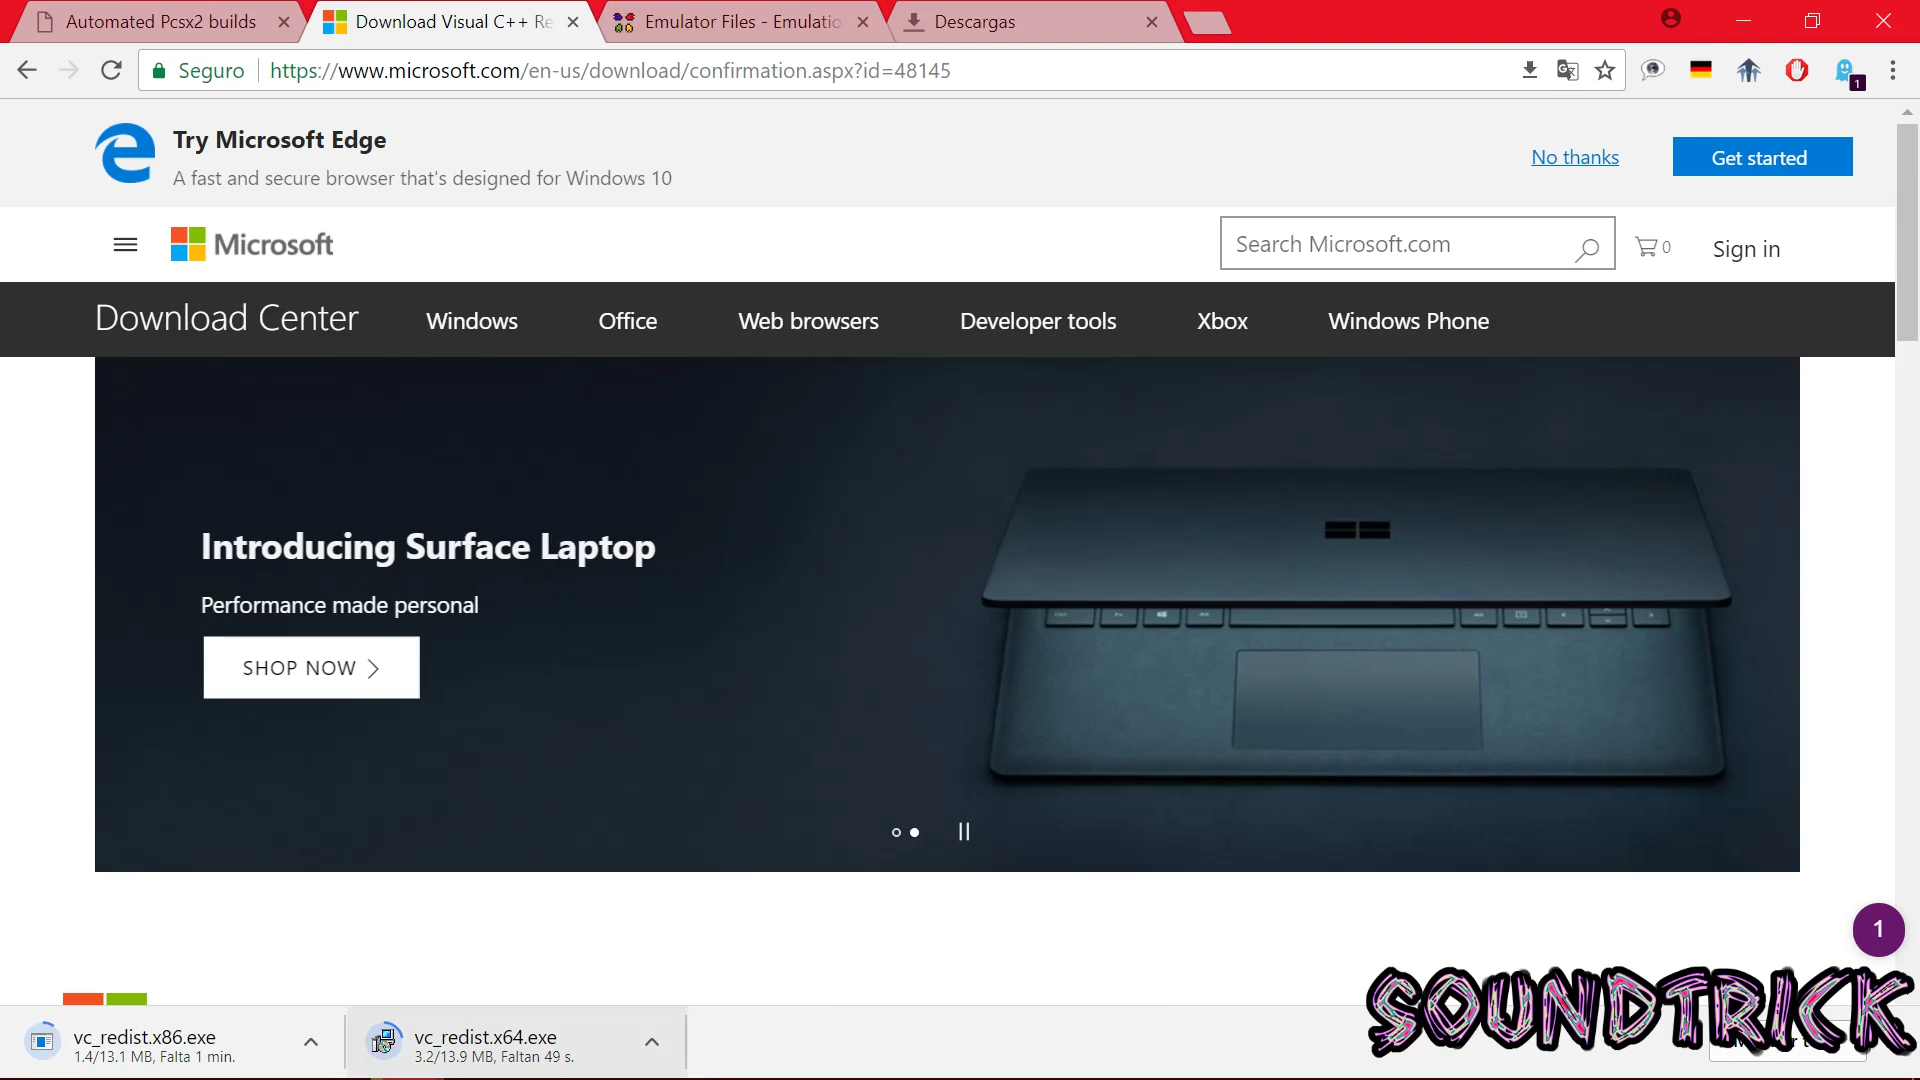 Automated Pcsx2 builds
Download Visual C++ Re
Emulator Files - Emulatio
Descargas
Seguro
https://www.microsoft.com/en-us/download/confirmation.aspx?id=48145
1
Try Microsoft Edge
A fast and secure browser that's designed for Windows 10
No thanks
Get started
Microsoft
Search Microsoft.com
0
Sign in
Download Center
Windows
Office
Web browsers
Developer tools
Xbox
Windows Phone
Introducing Surface Laptop
Performance made personal
SHOP NOW
1
SOUNDTRICK
vc_redist.x86.exe
1.4/13.1 MB, Falta 1 min.
vc_redist.x64.exe
3.2/13.9 MB, Faltan 49 s.